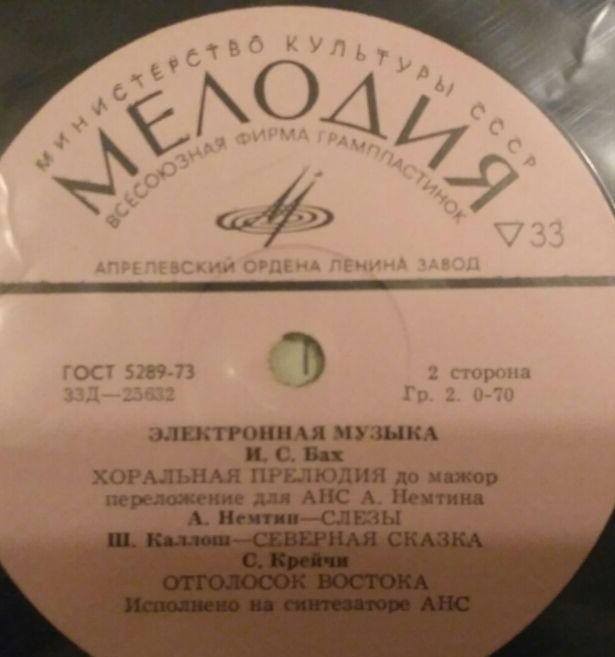 МИНИСТЕРСТВО КУЛЬТУРЫ СССР
МЕЛОДИЯ
ВСЕСОЮЗНАЯ ФИРМА ГРАМПЛАСТИНОК
▽33
АПРЕЛЕВСКИЙ ОРДЕНА ЛЕНИНА ЗАВОД
ГОСТ 5289-73
2 сторона
33Д—25632
Гр. 2. 0-70
ЭЛЕКТРОННАЯ МУЗЫКА
И. С. Бах
ХОРАЛЬНАЯ ПРЕЛЮДИЯ до мажор
переложение для АНС А. Немтина
А. Немтин—СЛЕЗЫ
Ш. Каллош—СЕВЕРНАЯ СКАЗКА
С. Крейчи
ОТГОЛОСОК ВОСТОКА
Исполнено на синтезаторе АНС